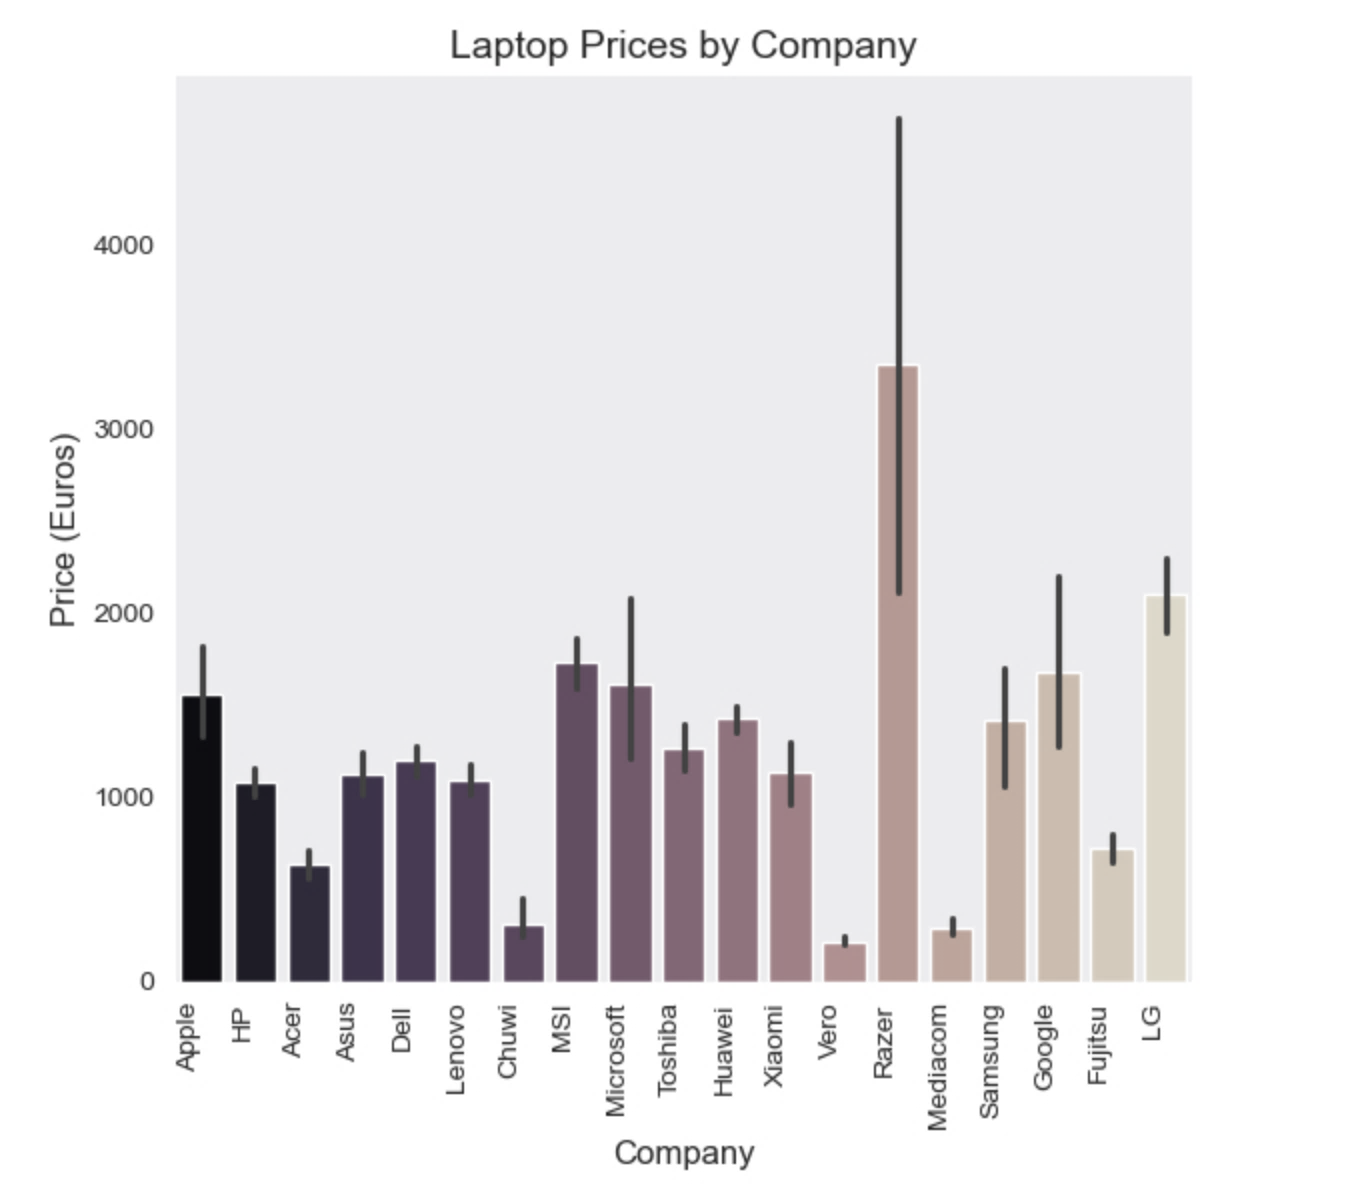 Laptop Prices by Company
Price (Euros)
4000
3000
2000
1000
0
Apple
HP
Acer
Asus
Dell
Lenovo
Chuwi
MSI
Microsoft
Toshiba
Huawei
Xiaomi
Vero
Razer
Mediacom
Samsung
Google
Fujitsu
LG
Company